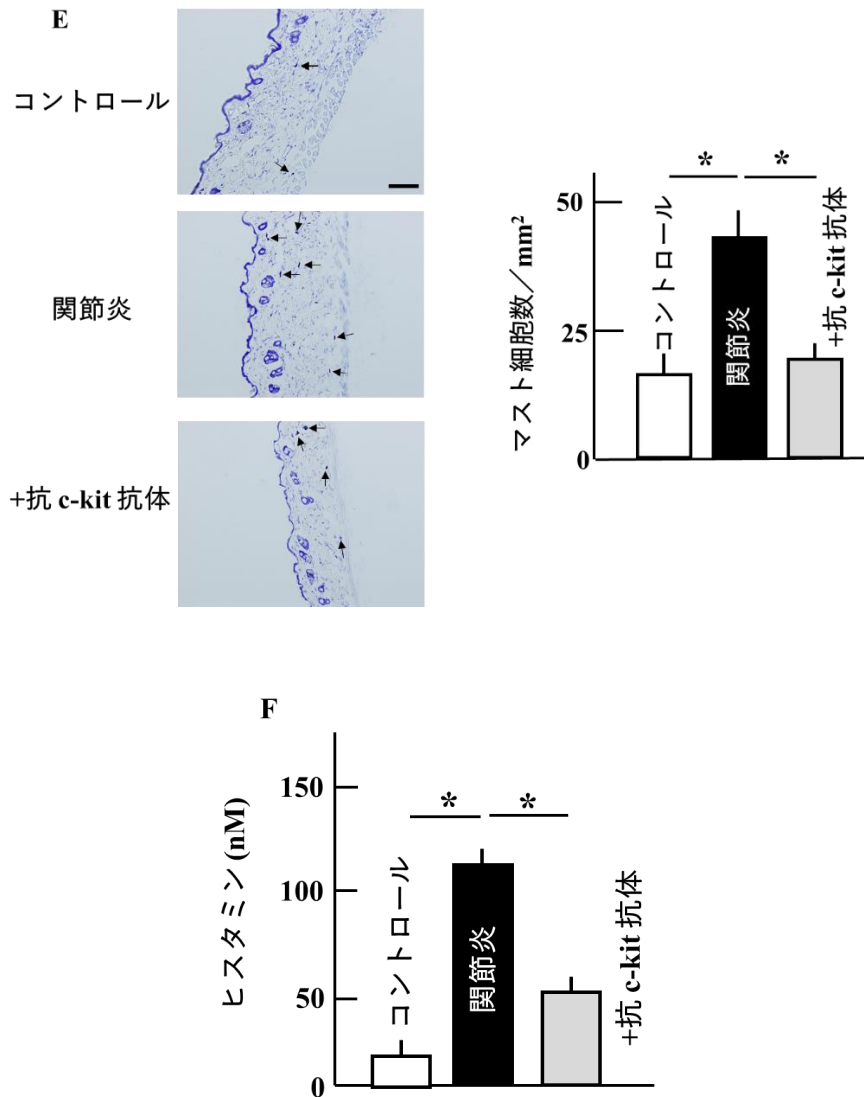 E
コントロール
関節炎
+抗 c-kit 抗体
マスト細胞数／mm²
50
25
0
コントロール
関節炎
+抗 c-kit 抗体
*
*
F
ヒスタミン (nM)
150
100
50
0
コントロール
関節炎
+抗 c-kit 抗体
*
*